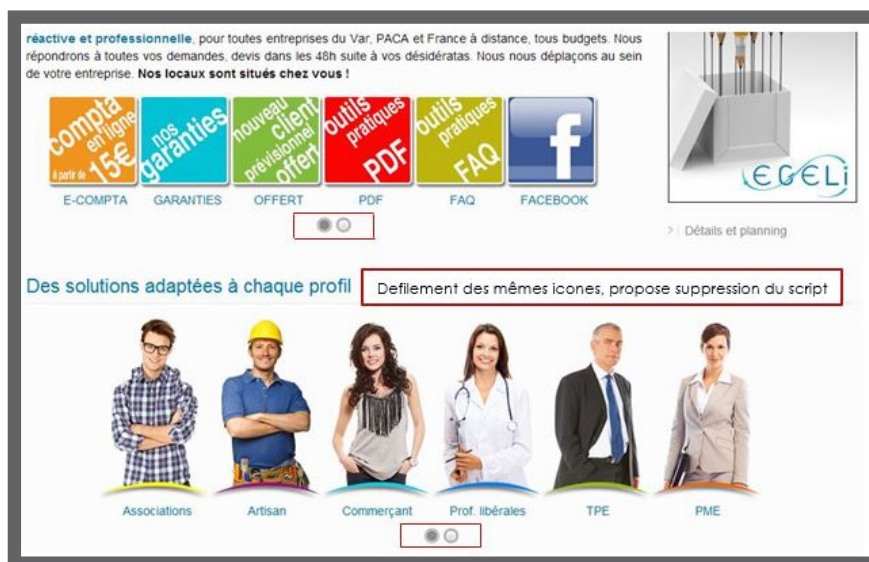 réactive et professionnelle, pour toutes entreprises du Var, PACA et France à distance, tous budgets. Nous
répondrons à toutes vos demandes, devis dans les 48h suite à vos désidératas. Nous nous déplaçons au sein
de votre entreprise. Nos locaux sont situés chez vous !
compta
en ligne
à partir de 15€
nos
garanties
nouveau
client
prévisionnel
offert
outils
pratiques
PDF
outils
pratiques
FAQ
f
E-COMPTA GARANTIES OFFERT PDF FAQ FACEBOOK
EGELi
> Détails et planning
Des solutions adaptées à chaque profil
Defilement des mêmes icones, propose suppression du script
Associations Artisan Commerçant Prof. libérales TPE PME